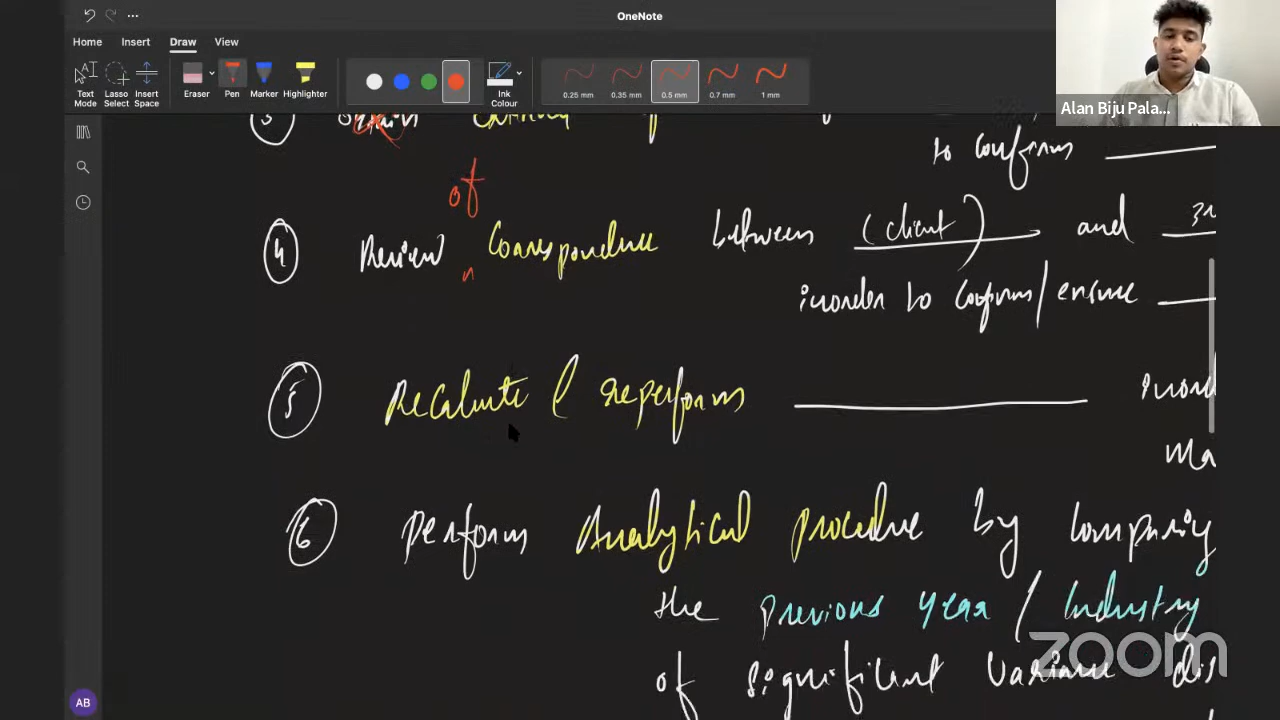 OneNote
Home Insert Draw View
Text Mode Lasso Select Insert Space Eraser Pen Marker Highlighter Ink Colour 0.25 mm 0.35 mm 0.5 mm 0.7 mm 1 mm
Alan Biju Pala...
3
to confirm
of
4 Review Correspondence between (client) and
inorder to confirm/ensure
5 Recalculate & reperform
6 perform Analytical procedure by comparing
the previous year / Industry
of significant variance dis
zoom
AB